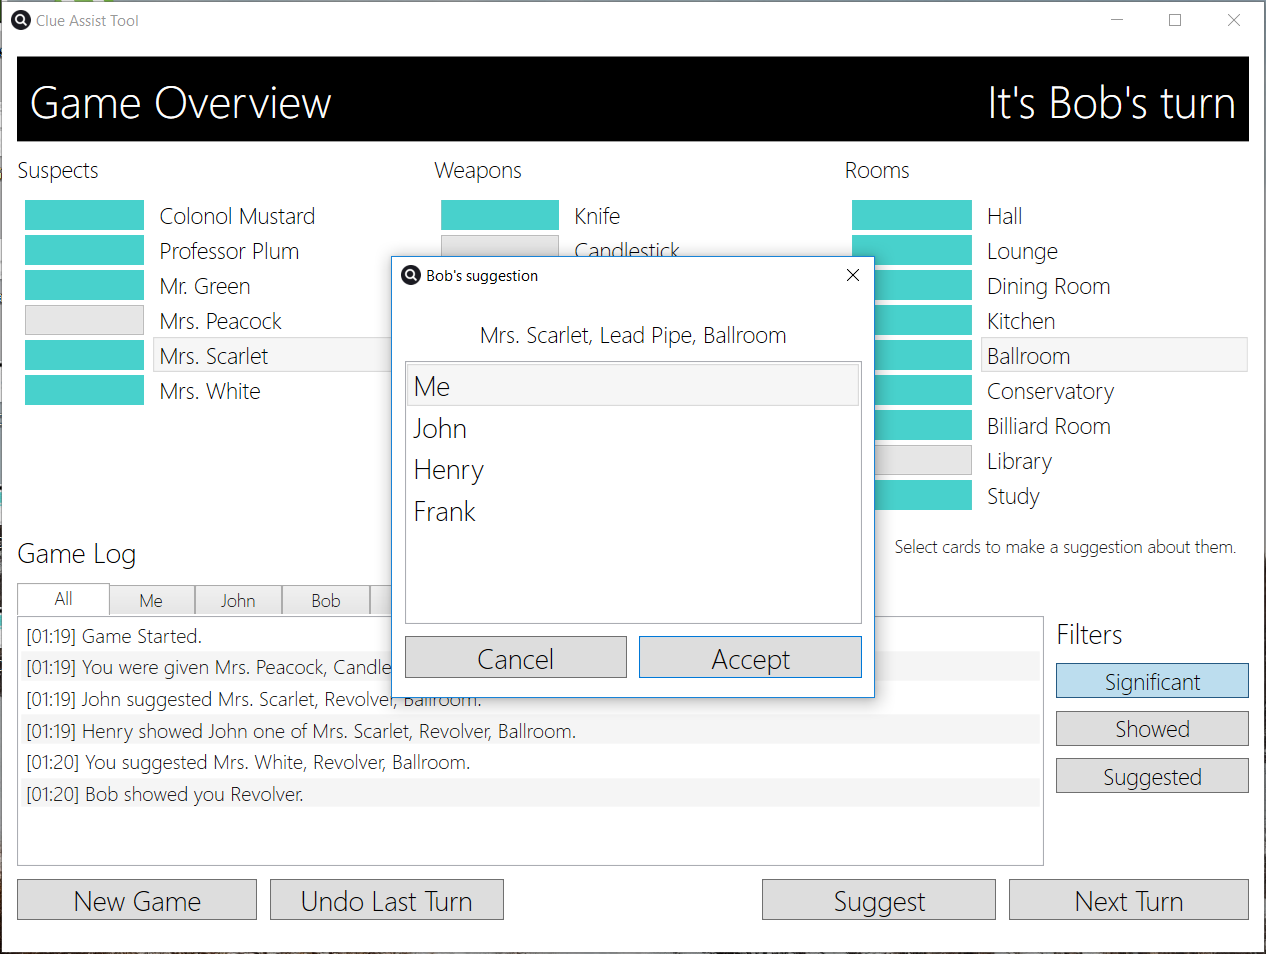 Clue Assist Tool
Game Overview
It's Bob's turn
Suspects
Colonol Mustard
Professor Plum
Mr. Green
Mrs. Peacock
Mrs. Scarlet
Mrs. White
Weapons
Knife
Candlestick
Rooms
Hall
Lounge
Dining Room
Kitchen
Ballroom
Conservatory
Billiard Room
Library
Study
Bob's suggestion
Mrs. Scarlet, Lead Pipe, Ballroom
Me
John
Henry
Frank
Cancel
Accept
Select cards to make a suggestion about them.
Game Log
All
Me
John
Bob
[01:19] Game Started.
[01:19] You were given Mrs. Peacock, Candle
[01:19] John suggested Mrs. Scarlet, Revolver, Ballroom.
[01:19] Henry showed John one of Mrs. Scarlet, Revolver, Ballroom.
[01:20] You suggested Mrs. White, Revolver, Ballroom.
[01:20] Bob showed you Revolver.
Filters
Significant
Showed
Suggested
New Game
Undo Last Turn
Suggest
Next Turn